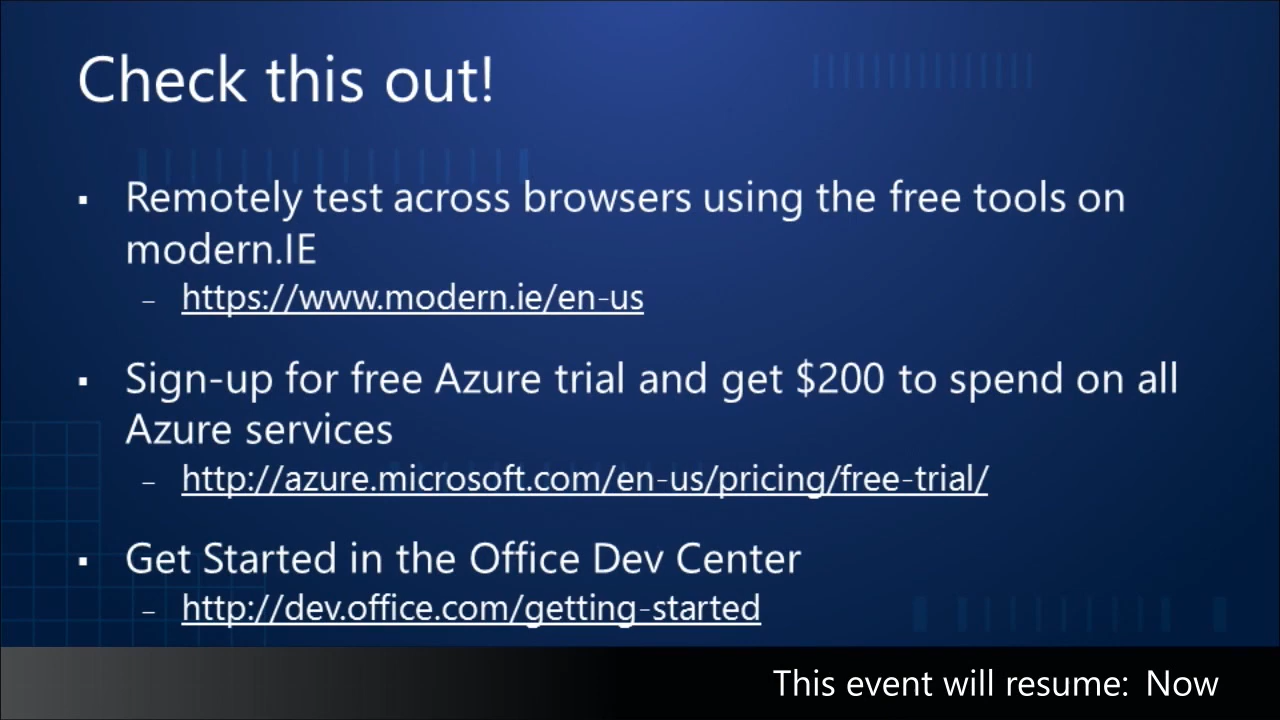 Check this out!
▪ Remotely test across browsers using the free tools on
modern.IE
– https://www.modern.ie/en-us
▪ Sign-up for free Azure trial and get $200 to spend on all
Azure services
– http://azure.microsoft.com/en-us/pricing/free-trial/
▪ Get Started in the Office Dev Center
– http://dev.office.com/getting-started
This event will resume: Now